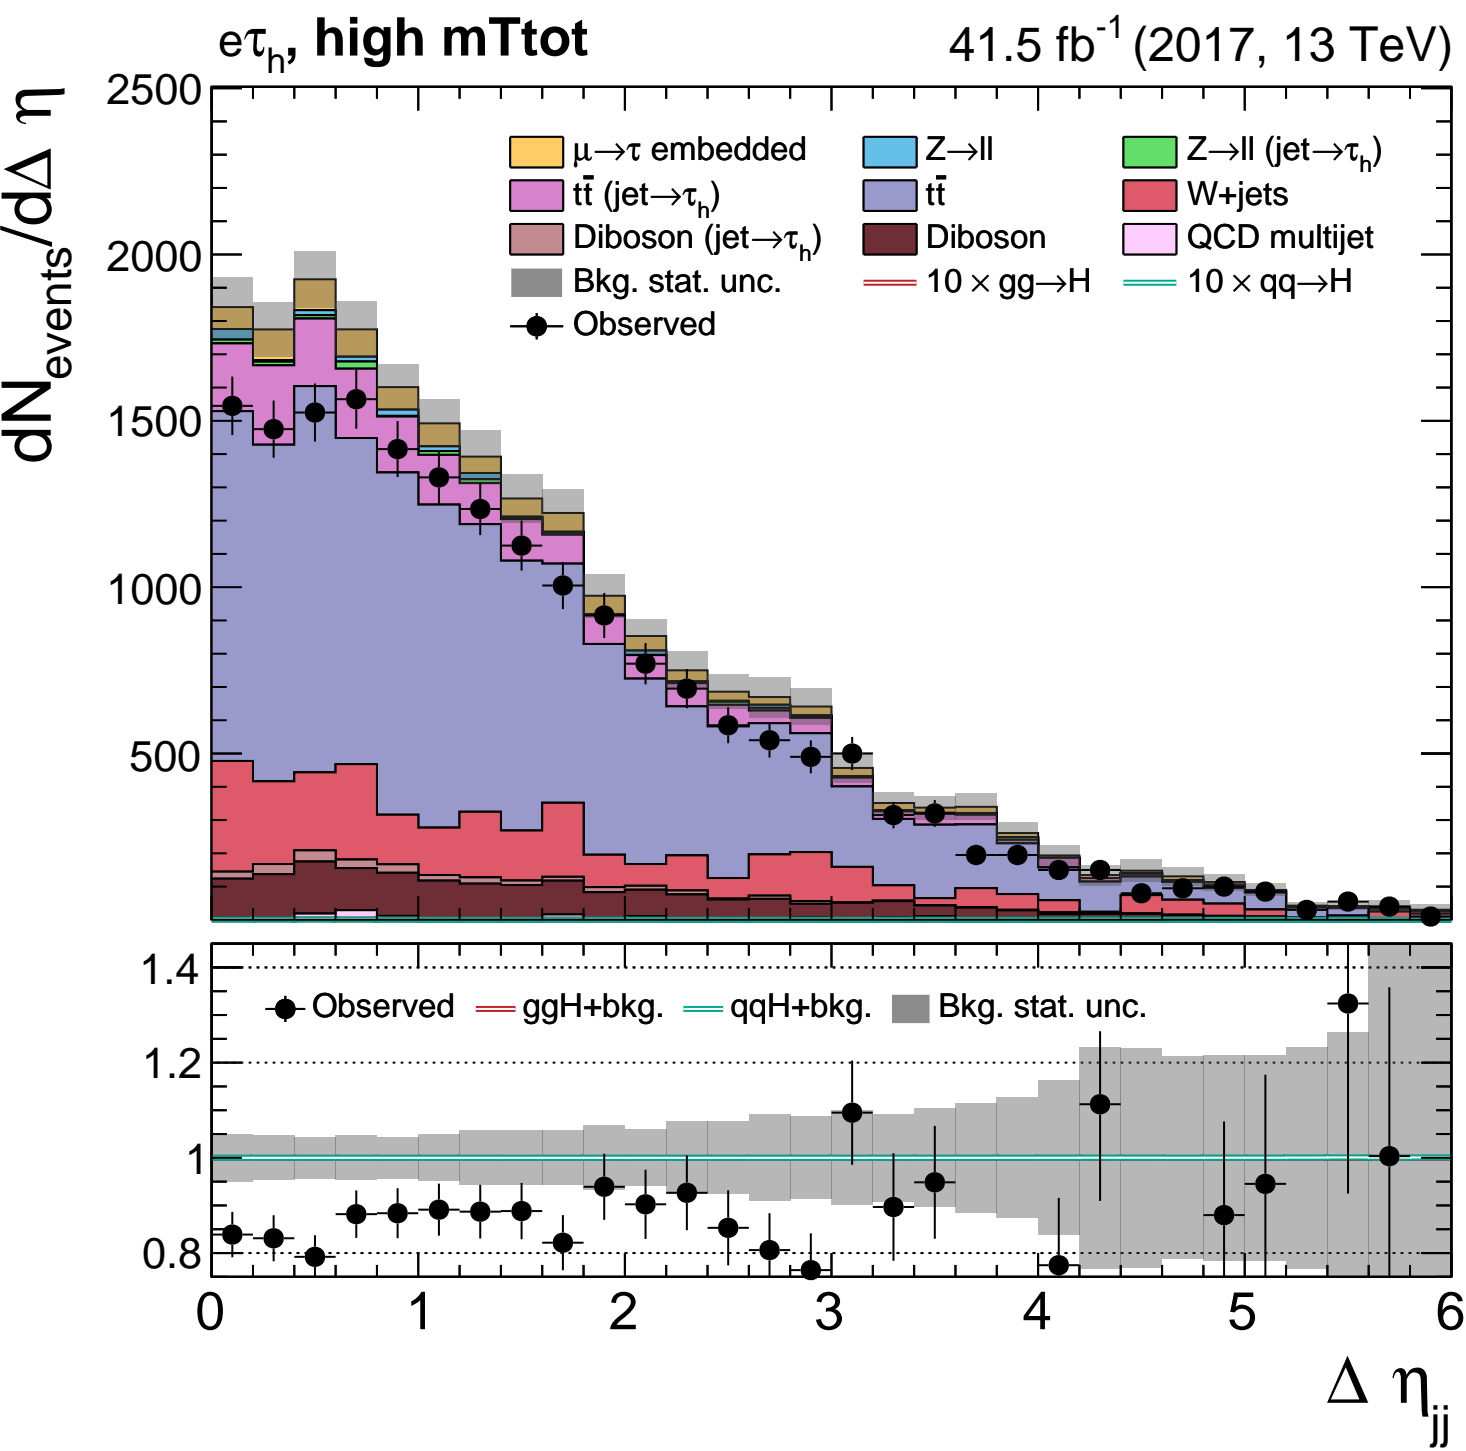 eτh, high mTtot
41.5 fb-1 (2017, 13 TeV)
dNevents/dΔ η
2500
2000
1500
1000
500
μ→τ embedded Z→ll Z→ll (jet→τh)
tt̄ (jet→τh) tt̄ W+jets
Diboson (jet→τh) Diboson QCD multijet
Bkg. stat. unc. 10 × gg→H 10 × qq→H
Observed
1.4
1.2
1
0.8
Observed ggH+bkg. qqH+bkg. Bkg. stat. unc.
0 1 2 3 4 5 6
Δ ηjj